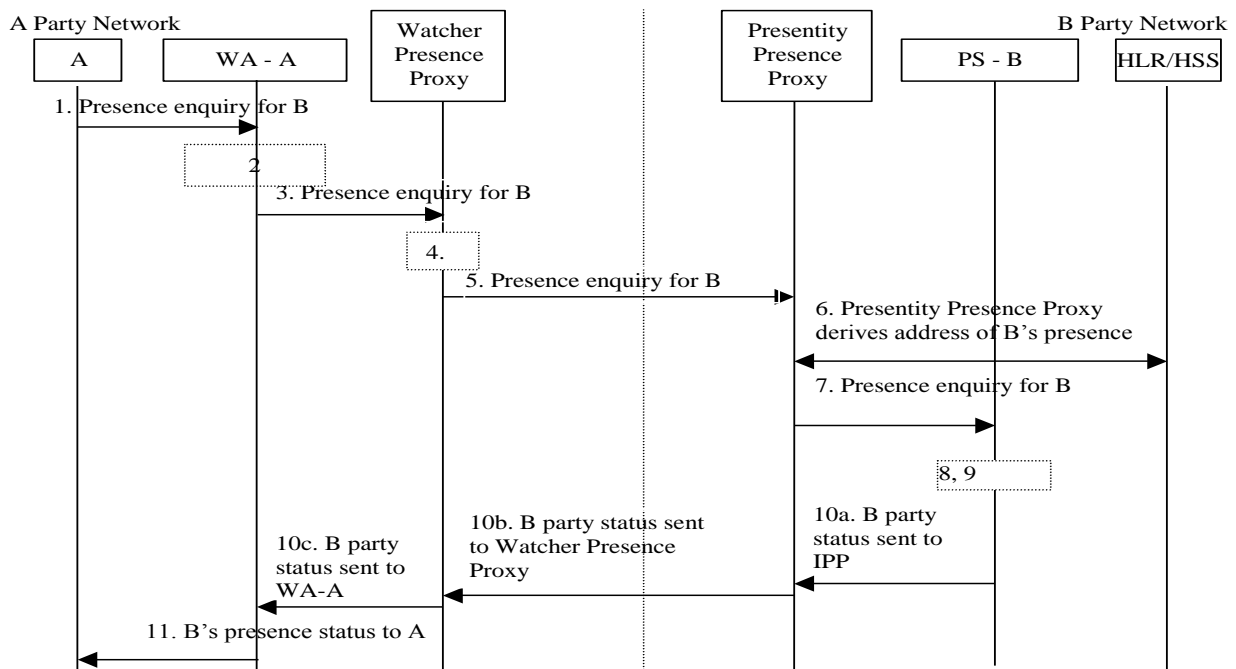 A Party Network
B Party Network
A
WA - A
Watcher
Presence
Proxy
Presentity
Presence
Proxy
PS - B
HLR/HSS
1. Presence enquiry for B
2
3. Presence enquiry for B
4.
5. Presence enquiry for B
6. Presentity Presence Proxy
derives address of B's presence
7. Presence enquiry for B
8, 9
10a. B party
status sent to
IPP
10b. B party status sent
to Watcher Presence
Proxy
10c. B party
status sent to
WA-A
11. B's presence status to A